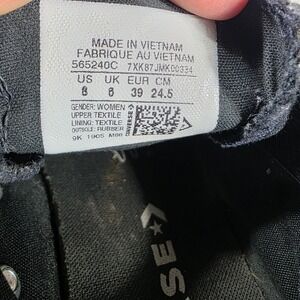 MADE IN VIETNAM
FABRIQUE AU VIETNAM
565240C 7XK87JMK00334
US UK EUR CM
8 6 39 24.5
GENDER: WOMEN
UPPER: TEXTILE
LINING: TEXTILE
OUTSOLE: RUBBER